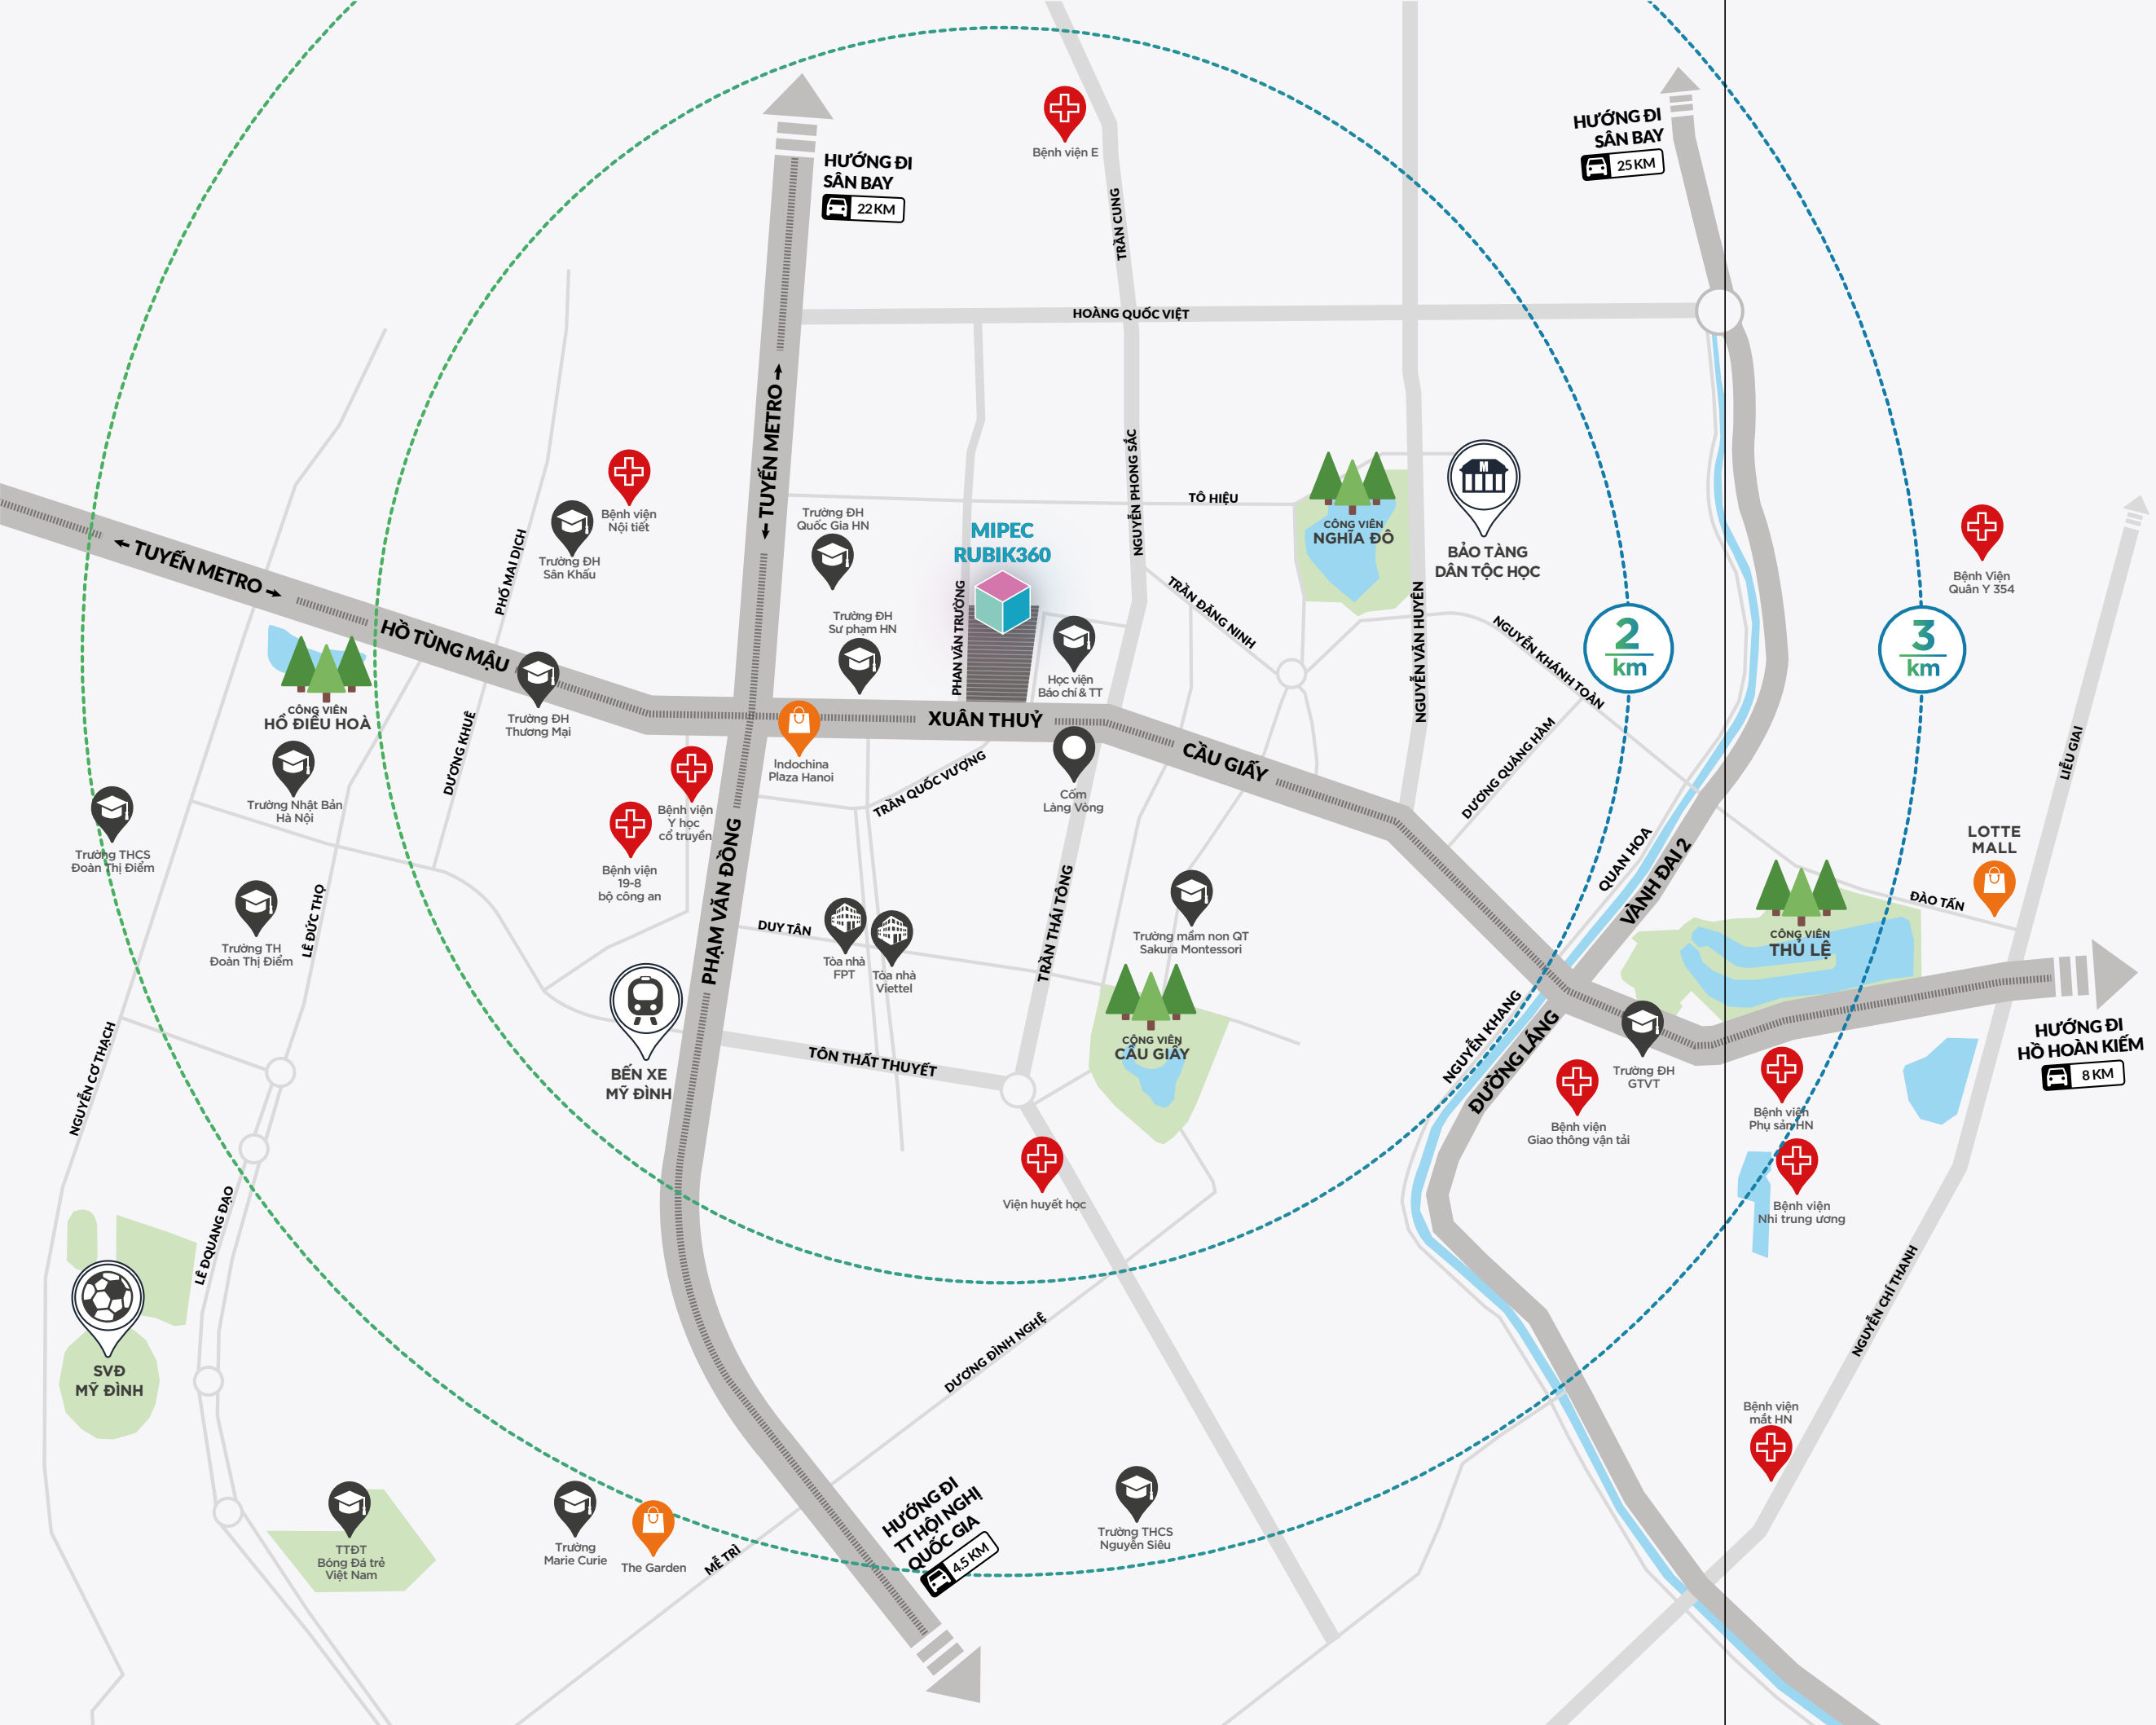 HƯỚNG ĐI
SÂN BAY
22 KM
Bệnh viện E
TRẦN CUNG
HƯỚNG ĐI
SÂN BAY
25 KM
HOÀNG QUỐC VIỆT
TUYẾN METRO
NGUYỄN PHONG SẮC
TÔ HIỆU
CÔNG VIÊN
NGHĨA ĐÔ
M
BẢO TÀNG
DÂN TỘC HỌC
Bệnh viện
Nội tiết
Trường ĐH
Sân Khấu
PHỐ MAI DỊCH
Trường ĐH
Quốc Gia HN
MIPEC
RUBIK360
PHAN VĂN TRƯỜNG
Trường ĐH
Sư phạm HN
Học viện
Báo chí & TT
TRẦN ĐĂNG NINH
NGUYỄN VĂN HUYÊN
NGUYỄN KHÁNH TOÀN
2
km
3
km
Bệnh Viện
Quân Y 354
LIỄU GIAI
TUYẾN METRO
HỒ TÙNG MẬU
CÔNG VIÊN
HỒ ĐIỀU HOÀ
Trường ĐH
Thương Mại
DƯƠNG KHUÊ
XUÂN THUỶ
CẦU GIẤY
Indochina
Plaza Hanoi
TRẦN QUỐC VƯỢNG
Cốm
Làng Vòng
DƯƠNG QUẢNG HÀM
Trường Nhật Bản
Hà Nội
Trường THCS
Đoàn Thị Điểm
Bệnh viện
Y học
cổ truyền
Bệnh viện
19-8
bộ công an
PHẠM VĂN ĐỒNG
QUAN HOA
VÀNH ĐAI 2
LOTTE
MALL
ĐÀO TẤN
CÔNG VIÊN
THỦ LỆ
Trường TH
Đoàn Thị Điểm
LÊ ĐỨC THỌ
DUY TÂN
Tòa nhà
FPT
Tòa nhà
Viettel
TRẦN THÁI TÔNG
Trường mầm non QT
Sakura Montessori
CÔNG VIÊN
CẦU GIẤY
BẾN XE
MỸ ĐÌNH
TÔN THẤT THUYẾT
NGUYỄN KHANG
ĐƯỜNG LÁNG
Trường ĐH
GTVT
Bệnh viện
Giao thông vận tải
Bệnh viện
Phụ sản HN
Bệnh viện
Nhi trung ương
HƯỚNG ĐI
HỒ HOÀN KIẾM
8 KM
NGUYỄN CƠ THẠCH
Viện huyết học
LÊ ĐQUANG ĐẠO
SVĐ
MỸ ĐÌNH
DƯƠNG ĐÌNH NGHỆ
NGUYỄN CHÍ THANH
Bệnh viện
mắt HN
TTĐT
Bóng Đá trẻ
Việt Nam
Trường
Marie Curie
The Garden
MỄ TRÌ
HƯỚNG ĐI
TT HỘI NGHỊ
QUỐC GIA
4.5 KM
Trường THCS
Nguyễn Siêu